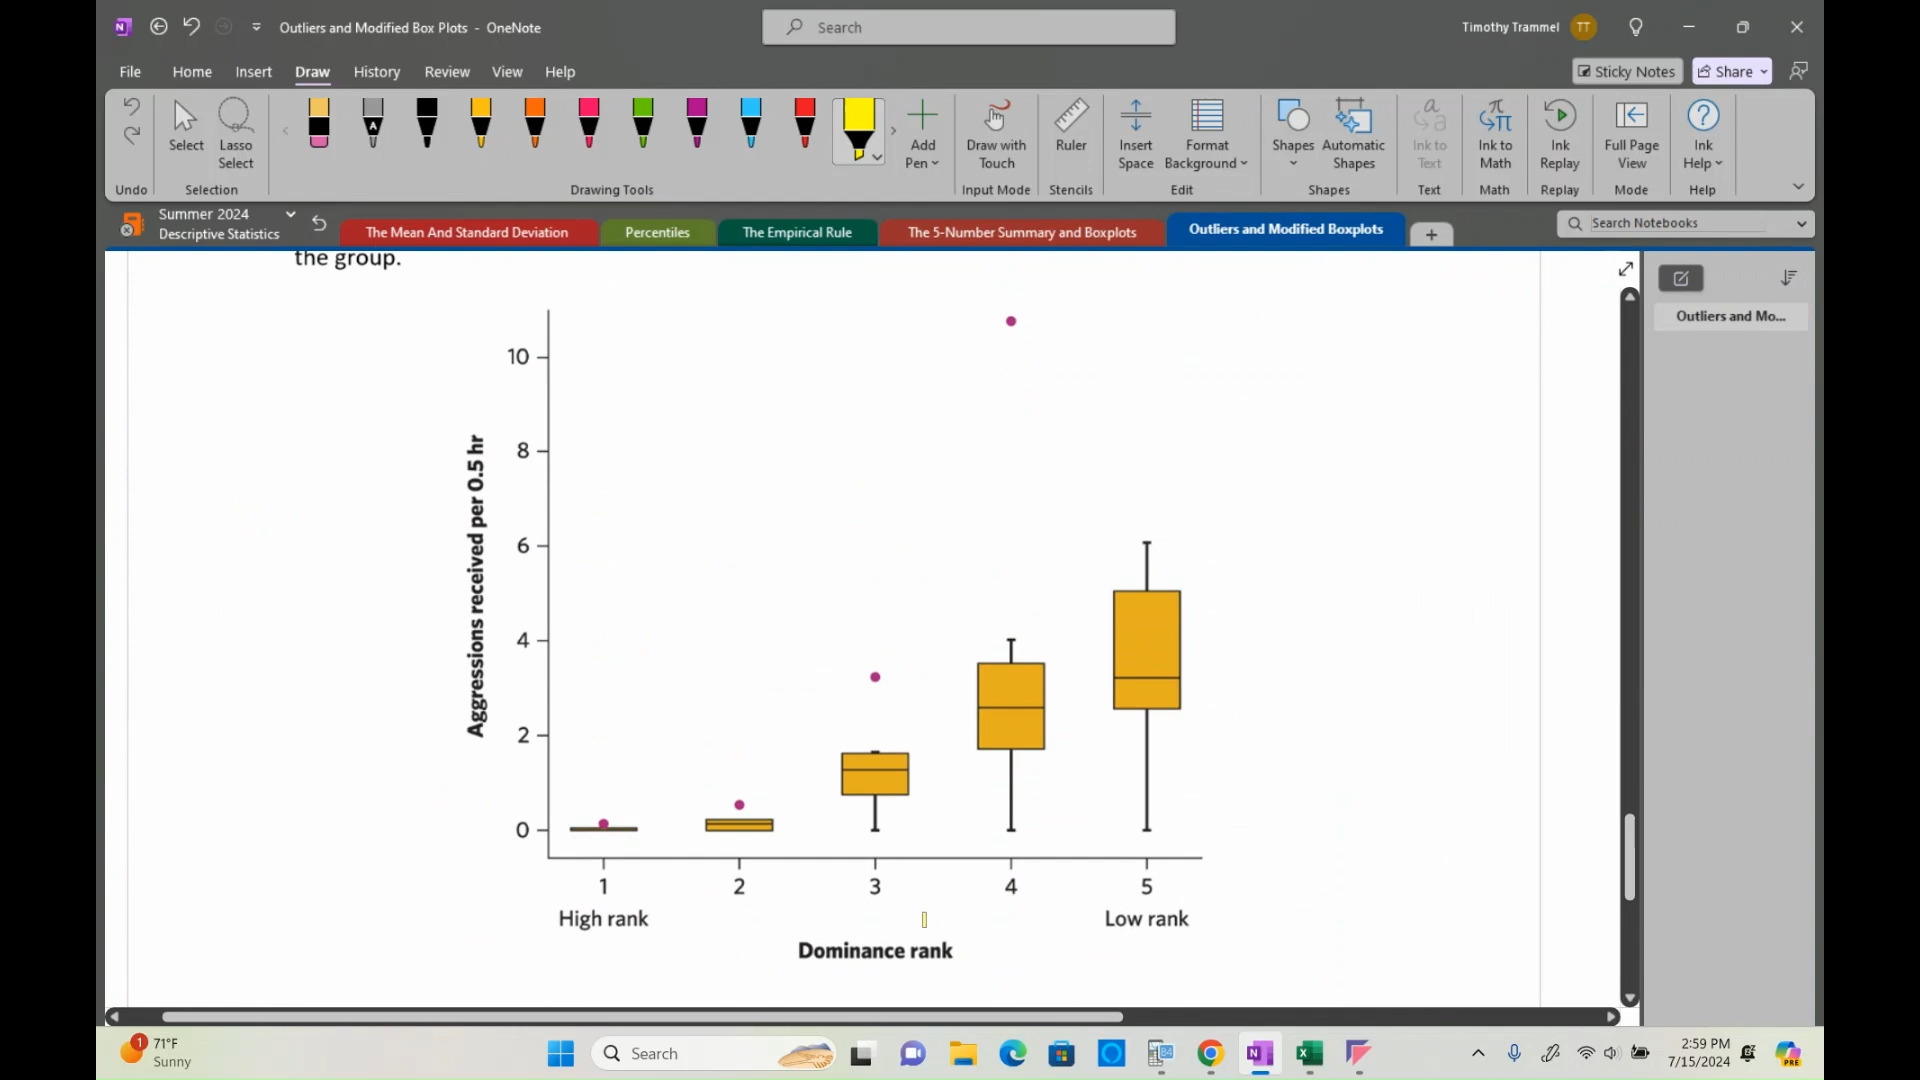 Outliers and Modified Box Plots - OneNote
Search
Timothy Trammel
TT
File Home Insert Draw History Review View Help
Sticky Notes
Share
Select
Lasso Select
Add Pen
Draw with Touch
Ruler
Insert Space
Format Background
Shapes
Automatic Shapes
Ink to Text
Ink to Math
Ink Replay
Full Page View
Ink Help
Undo
Selection
Drawing Tools
Input Mode
Stencils
Edit
Shapes
Text
Math
Replay
Mode
Help
Summer 2024
Descriptive Statistics
The Mean And Standard Deviation
Percentiles
The Empirical Rule
The 5-Number Summary and Boxplots
Outliers and Modified Boxplots
Search Notebooks
Outliers and Mo...
the group.
Aggressions received per 0.5 hr
10
8
6
4
2
0
1 2 3 4 5
High rank
Low rank
Dominance rank
1
71°F
Sunny
Search
84
2:59 PM
7/15/2024
PRE